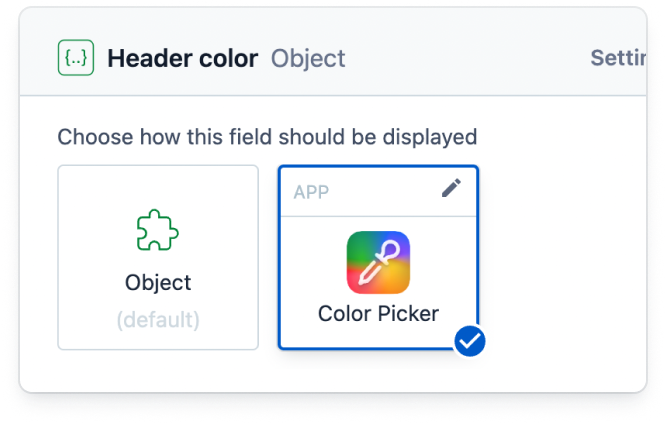 {..} Header color Object Settin
Choose how this field should be displayed
APP
Object
(default)
Color Picker